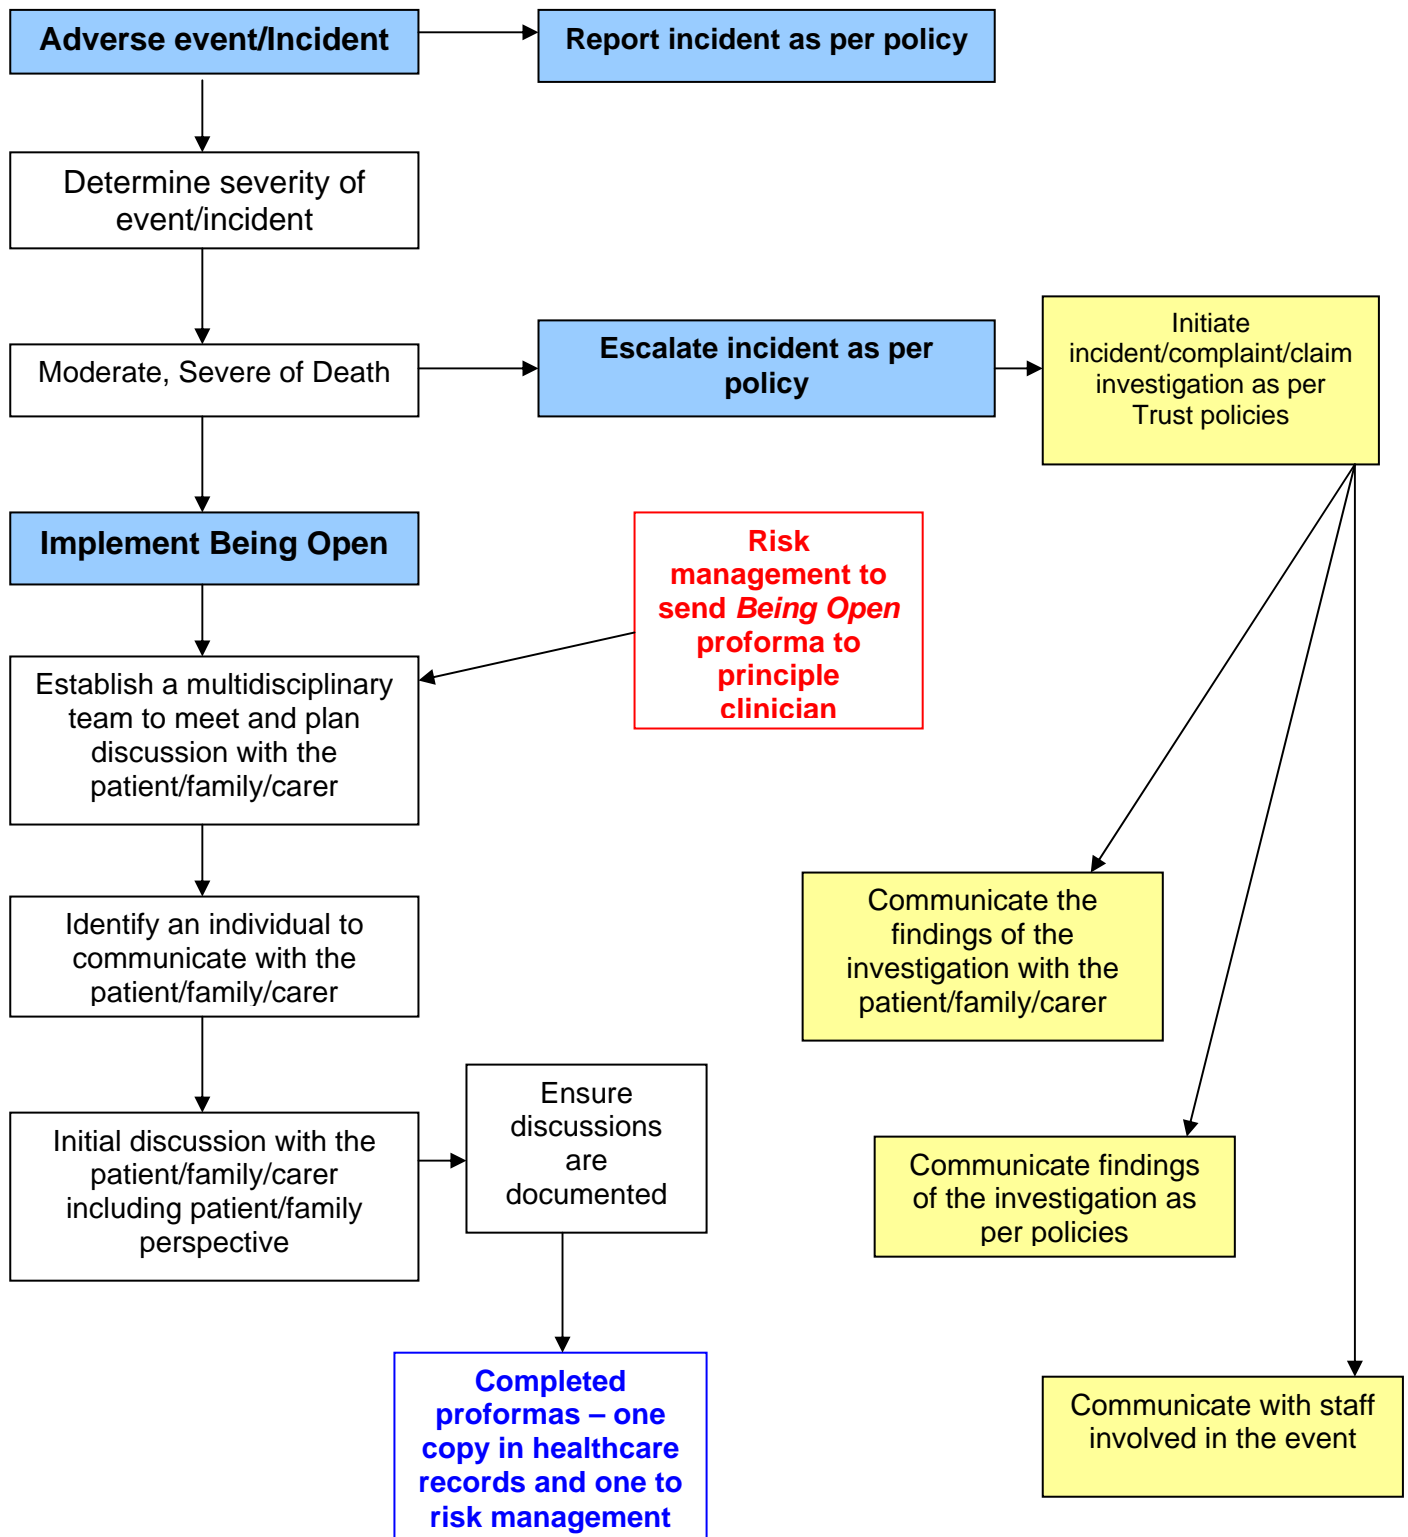 Adverse event/Incident
Report incident as per policy
Determine severity of
event/incident
Moderate, Severe of Death
Escalate incident as per
policy
Initiate
incident/complaint/claim
investigation as per
Trust policies
Implement Being Open
Risk
management to
send Being Open
proforma to
principle
clinician
Establish a multidisciplinary
team to meet and plan
discussion with the
patient/family/carer
Identify an individual to
communicate with the
patient/family/carer
Communicate the
findings of the
investigation with the
patient/family/carer
Initial discussion with the
patient/family/carer
including patient/family
perspective
Ensure
discussions
are
documented
Communicate findings
of the investigation as
per policies
Completed
proformas – one
copy in healthcare
records and one to
risk management
Communicate with staff
involved in the event